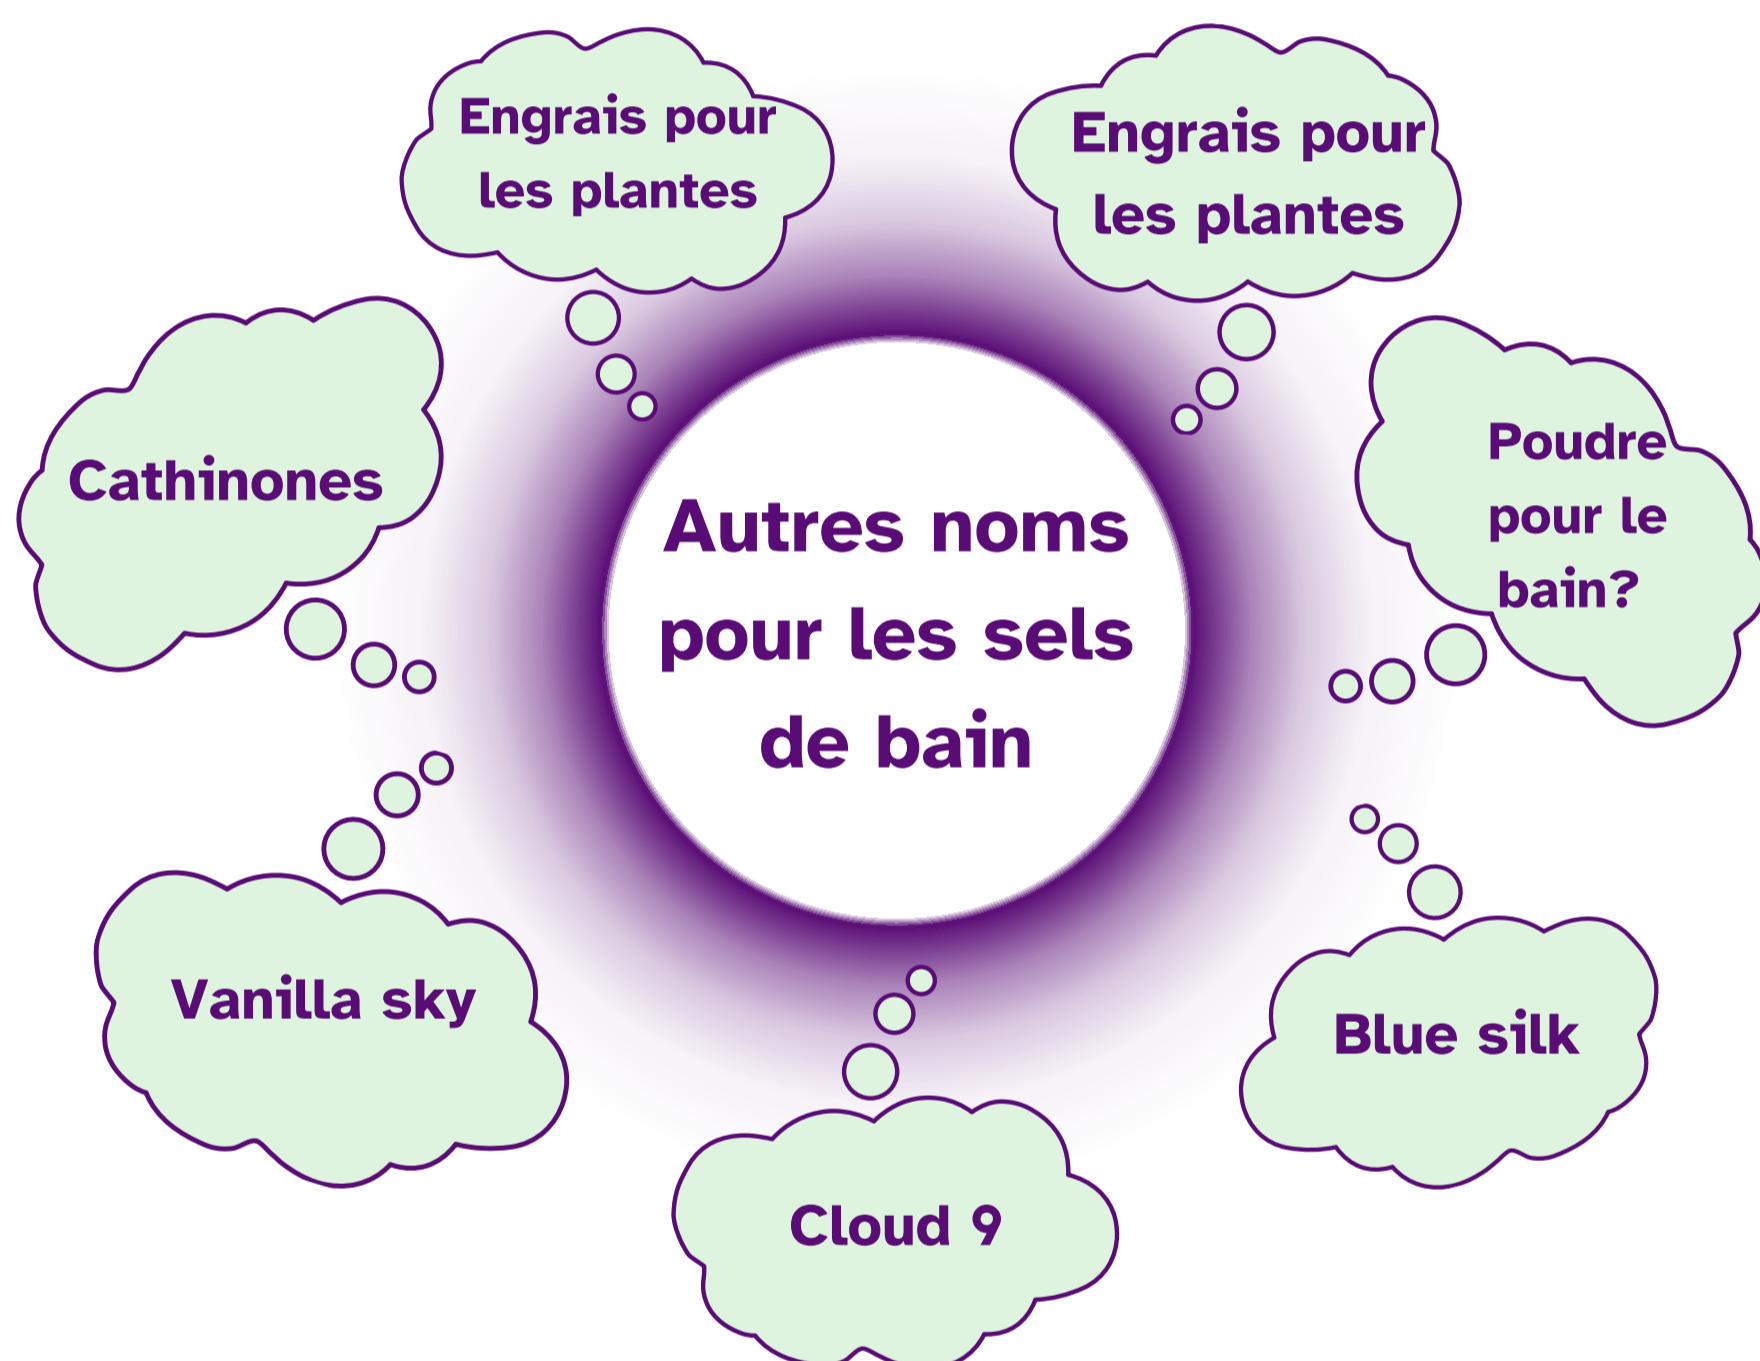 Engrais pour
les plantes
Engrais pour
les plantes
Cathinones
Poudre
pour le
bain?
Autres noms
pour les sels
de bain
Vanilla sky
Blue silk
Cloud 9